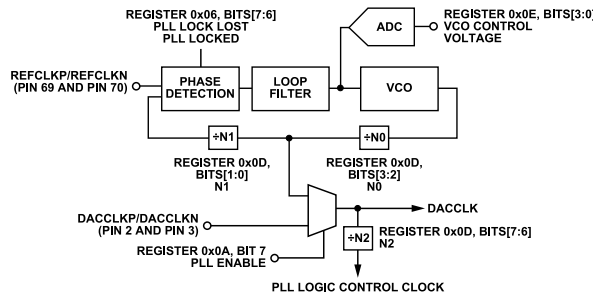 REGISTER 0x06, BITS[7:6]
PLL LOCK LOST
PLL LOCKED
ADC
REGISTER 0x0E, BITS[3:0]
VCO CONTROL
VOLTAGE
REFCLKP/REFCLKN
(PIN 69 AND PIN 70)
PHASE
DETECTION
LOOP
FILTER
VCO
÷N1
÷N0
REGISTER 0x0D,
BITS[1:0]
N1
REGISTER 0x0D,
BITS[3:2]
N0
DACCLKP/DACCLKN
(PIN 2 AND PIN 3)
DACCLK
÷N2
REGISTER 0x0D, BITS[7:6]
N2
REGISTER 0x0A, BIT 7
PLL ENABLE
PLL LOGIC CONTROL CLOCK